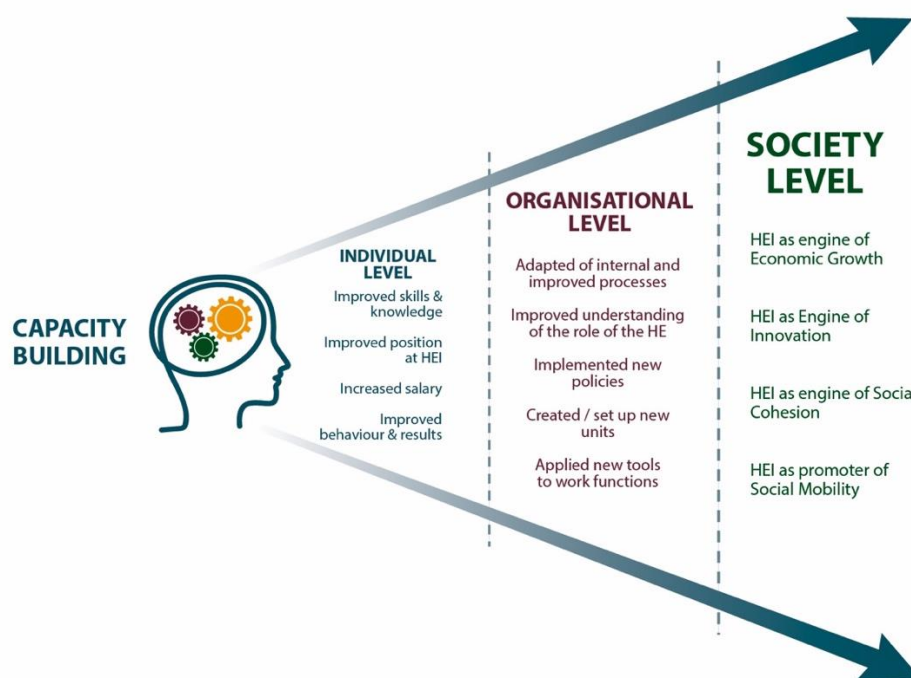 CAPACITY
BUILDING
INDIVIDUAL
LEVEL
Improved skills &
knowledge
Improved position
at HEI
Increased salary
Improved
behaviour & results
ORGANISATIONAL
LEVEL
Adapted of internal and
improved processes
Improved understanding
of the role of the HE
Implemented new
policies
Created / set up new
units
Applied new tools
to work functions
SOCIETY
LEVEL
HEI as engine of
Economic Growth
HEI as Engine of
Innovation
HEI as engine of Social
Cohesion
HEI as promoter of
Social Mobility